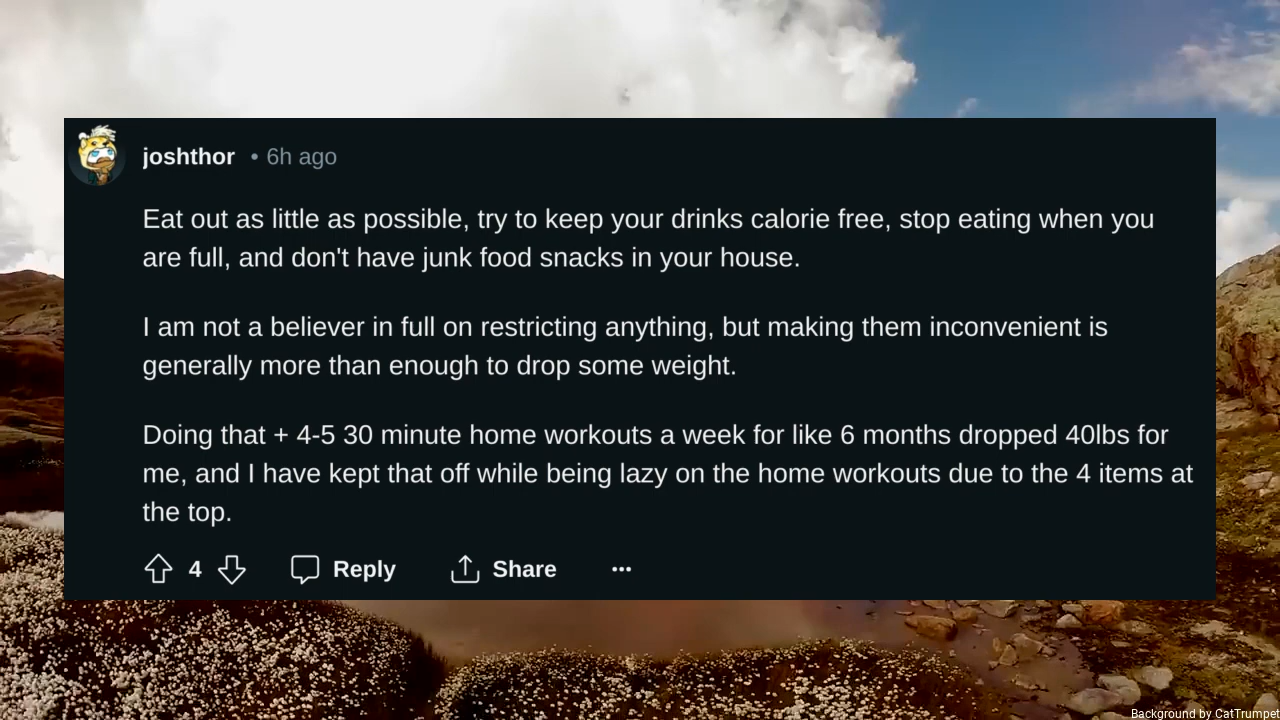 joshthor • 6h ago
Eat out as little as possible, try to keep your drinks calorie free, stop eating when you
are full, and don't have junk food snacks in your house.
I am not a believer in full on restricting anything, but making them inconvenient is
generally more than enough to drop some weight.
Doing that + 4-5 30 minute home workouts a week for like 6 months dropped 40lbs for
me, and I have kept that off while being lazy on the home workouts due to the 4 items at
the top.
4 Reply Share ...
Background by CatTrumpet